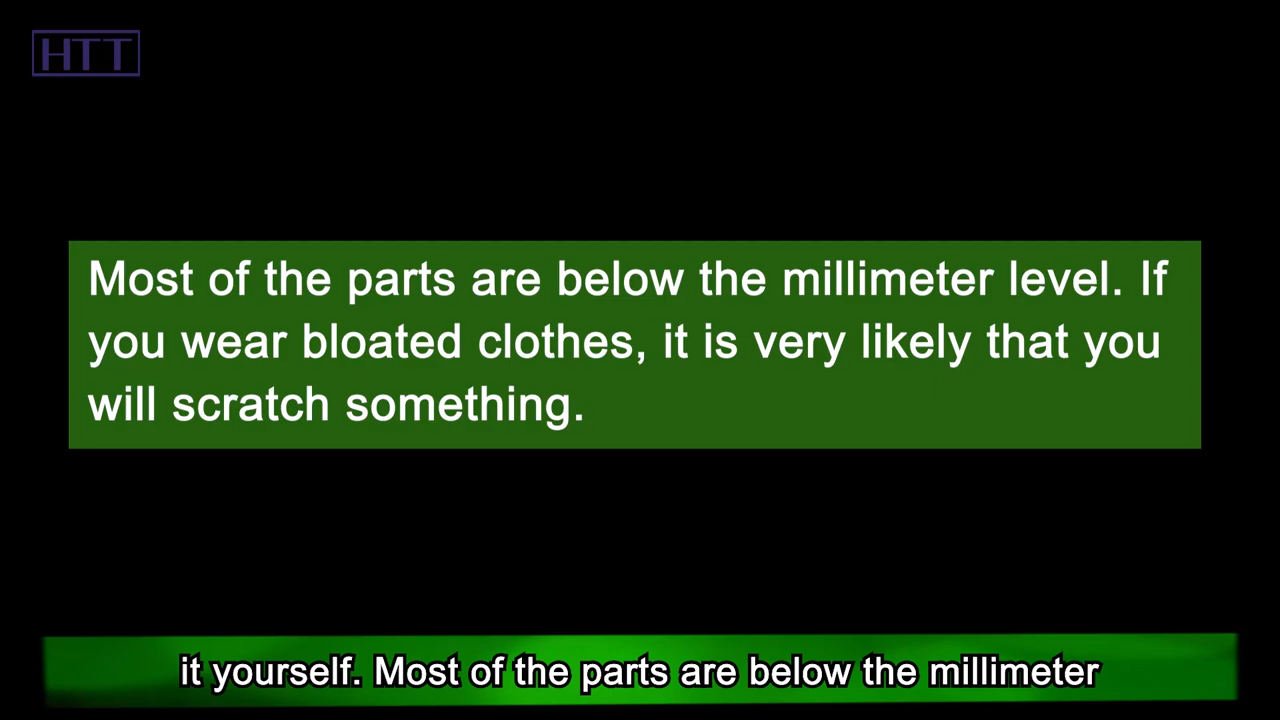 HTT
Most of the parts are below the millimeter level. If
you wear bloated clothes, it is very likely that you
will scratch something.
it yourself. Most of the parts are below the millimeter